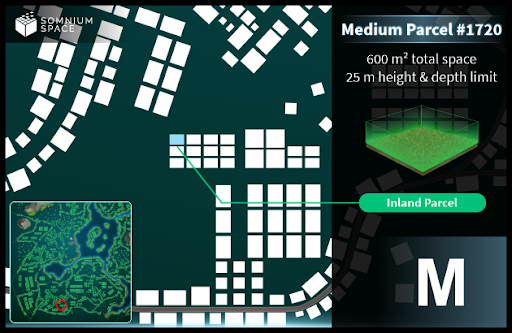 SOMNIUM
SPACE
Medium Parcel #1720
600 m² total space
25 m height & depth limit
Inland Parcel
M